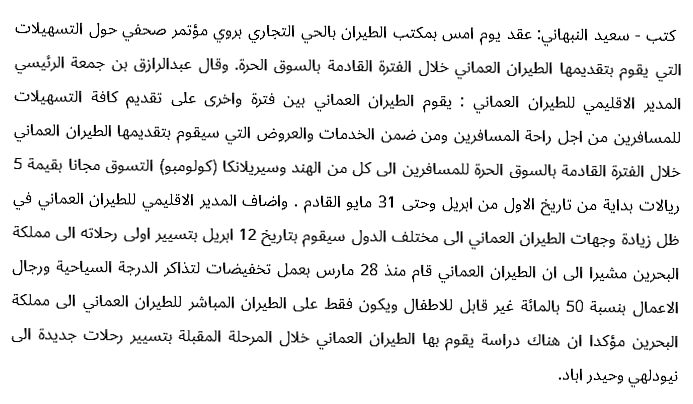 كتب - سعيد النبهاني: عقد يوم امس بمكتب الطيران بالحي التجاري بروي مؤتمر صحفي حول التسهيلات
التي يقوم بتقديمها الطيران العماني خلال الفترة القادمة بالسوق الحرة. وقال عبدالرازق بن جمعة الرئيسي
المدير الاقليمي للطيران العماني : يقوم الطيران العماني بين فترة واخرى على تقديم كافة التسهيلات
للمسافرين من اجل راحة المسافرين ومن ضمن الخدمات والعروض التي سيقوم بتقديمها الطيران العماني
خلال الفترة القادمة بالسوق الحرة للمسافرين الى كل من الهند وسيريلانكا (كولومبو) التسوق مجانا بقيمة 5
ريالات بداية من تاريخ الاول من ابريل وحتى 31 مايو القادم . واضاف المدير الاقليمي للطيران العماني في
ظل زيادة وجهات الطيران العماني الى مختلف الدول سيقوم بتاريخ 12 ابريل بتسيير اولى رحلاته الى مملكة
البحرين مشيرا الى ان الطيران العماني قام منذ 28 مارس بعمل تخفيضات لتذاكر الدرجة السياحية ورجال
الاعمال بنسبة 50 بالمائة غير قابل للاطفال ويكون فقط على الطيران المباشر للطيران العماني الى مملكة
البحرين مؤكدا ان هناك دراسة يقوم بها الطيران العماني خلال المرحلة المقبلة بتسيير رحلات جديدة الى
نيودلهي وحيدر اباد.